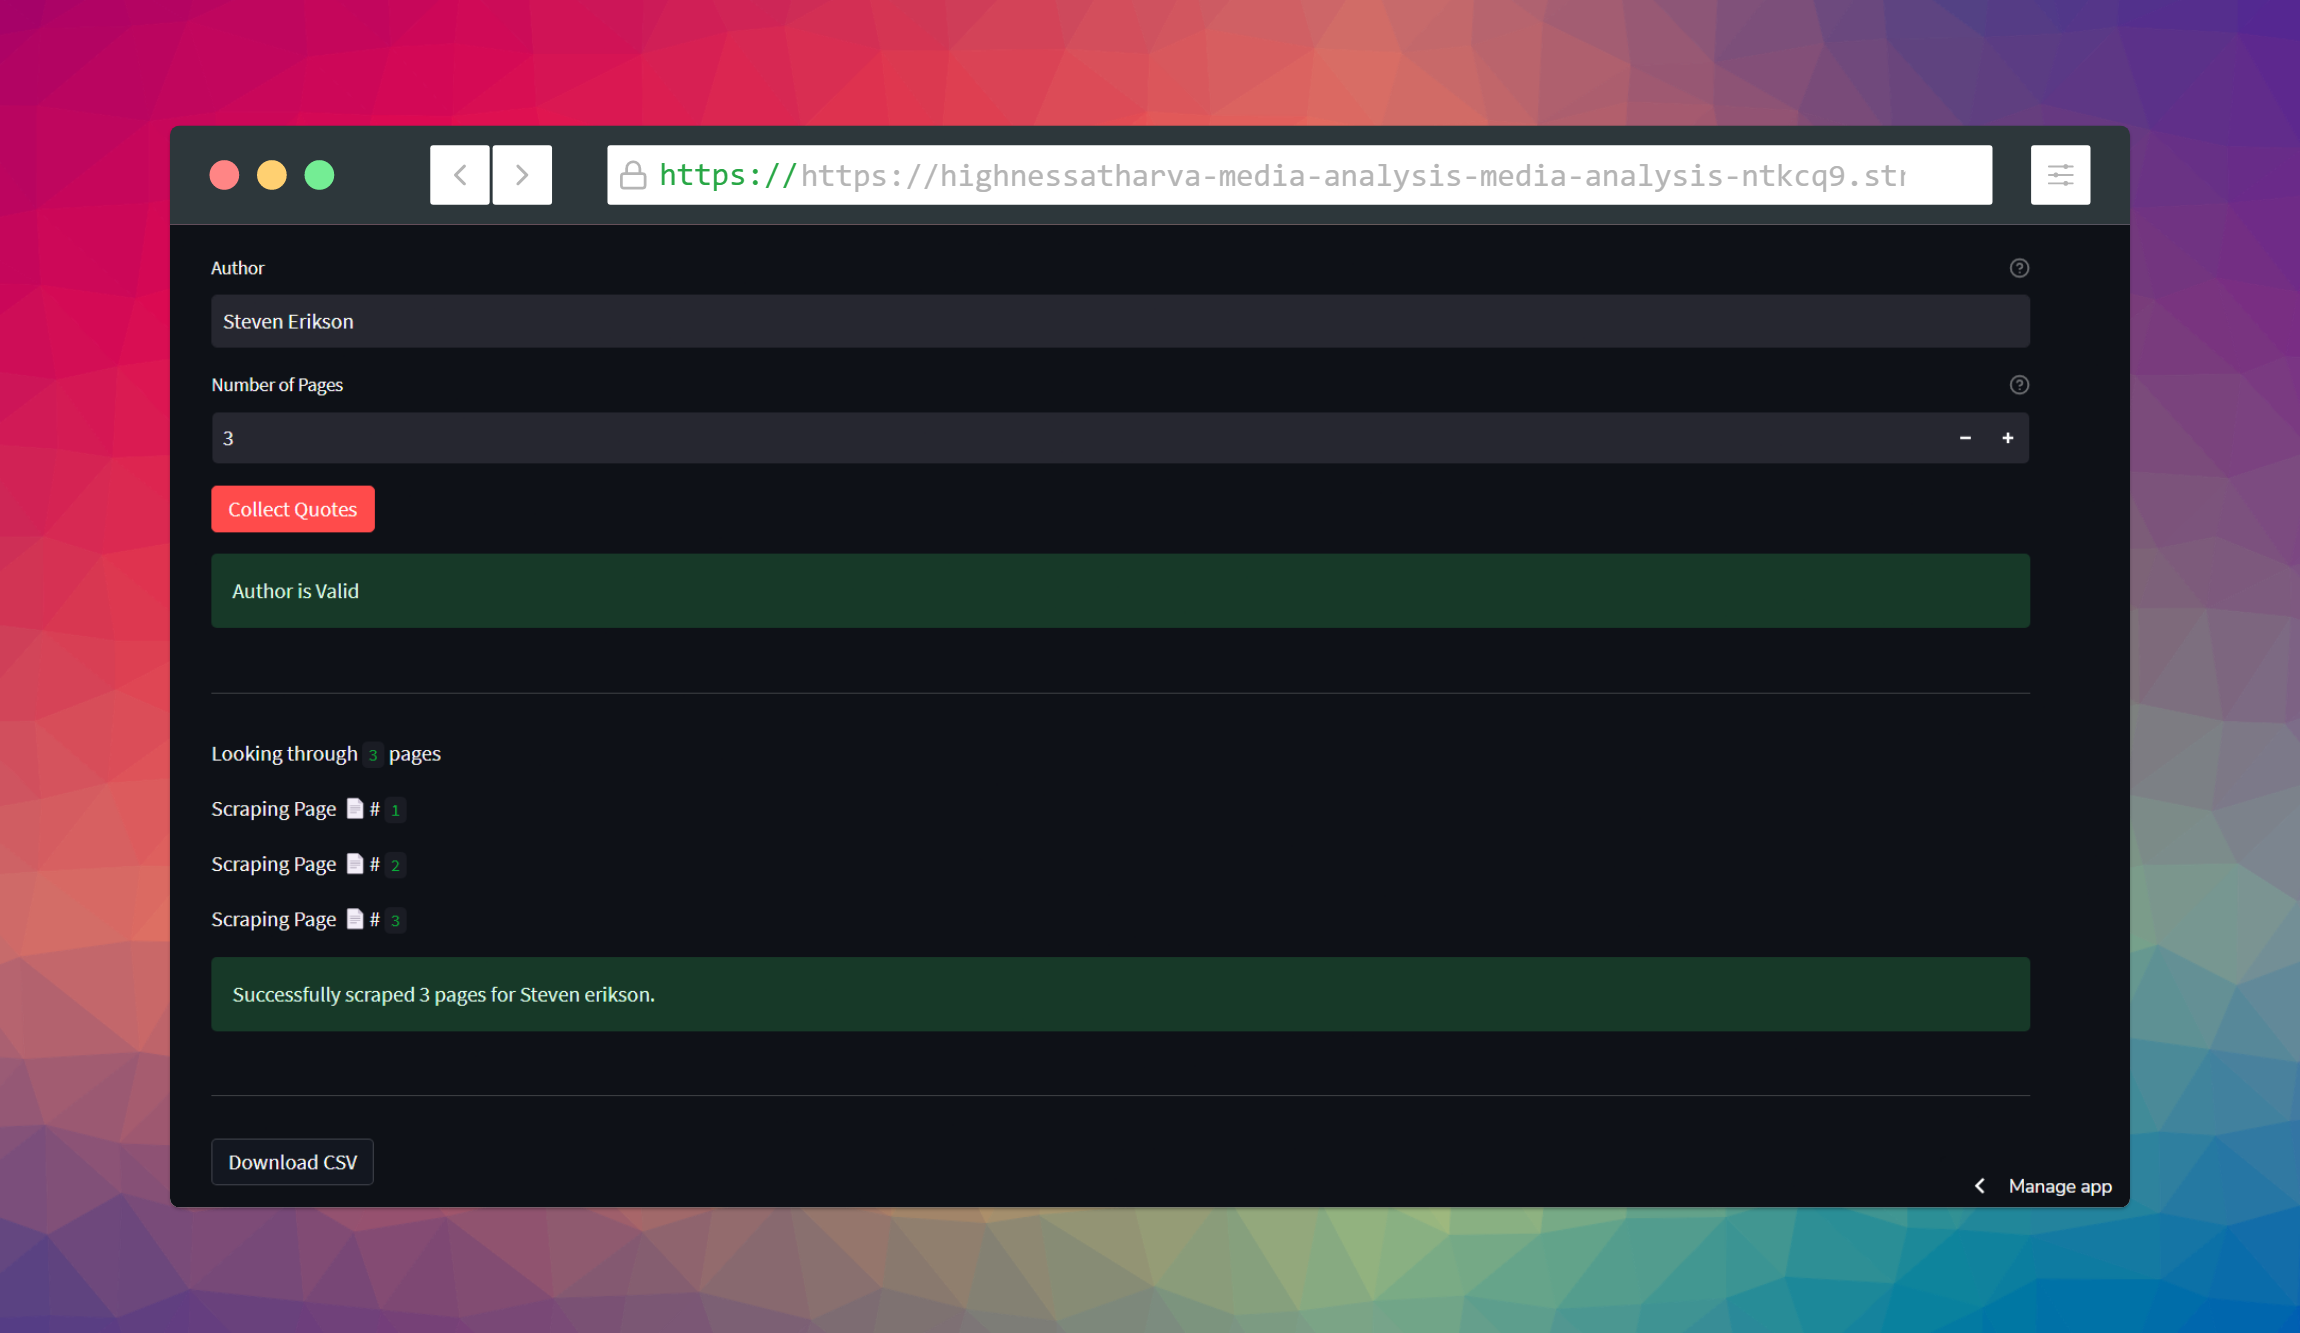 https://https://highnessatharva-media-analysis-media-analysis-ntkcq9.str
Author
Steven Erikson
Number of Pages
3
Collect Quotes
Author is Valid
Looking through 3 pages
Scraping Page 📄 # 1
Scraping Page 📄 # 2
Scraping Page 📄 # 3
Successfully scraped 3 pages for Steven erikson.
Download CSV
Manage app